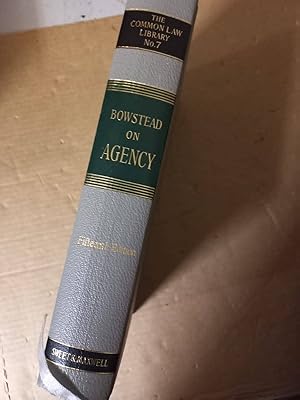 THE
COMMON LAW
LIBRARY
No. 7
BOWSTEAD
ON
AGENCY
Fifteenth Edition
SWEET & MAXWELL